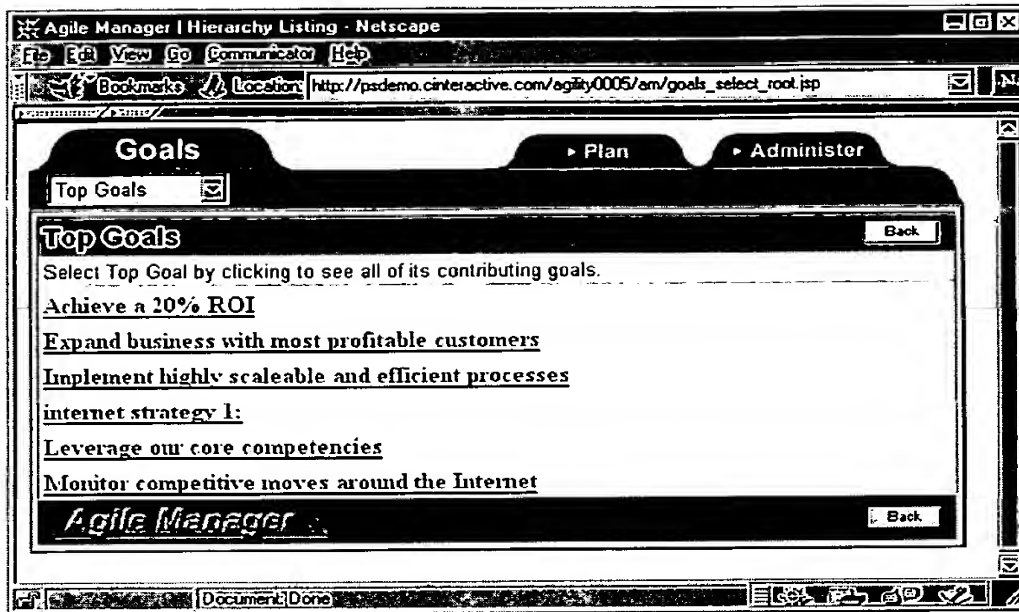 Agile Manager | Hierarchy Listing - Netscape
File Edit View Go Communicator Help
Bookmarks Location: http://psdemo.cinteractive.com/agility0005/am/goals_select_root.jsp
Goals
Plan
Administer
Top Goals
Top Goals
Back
Select Top Goal by clicking to see all of its contributing goals.
Achieve a 20% ROI
Expand business with most profitable customers
Implement highly scaleable and efficient processes
internet strategy 1:
Leverage our core competencies
Monitor competitive moves around the Internet
Agile Manager
Back
Document: Done